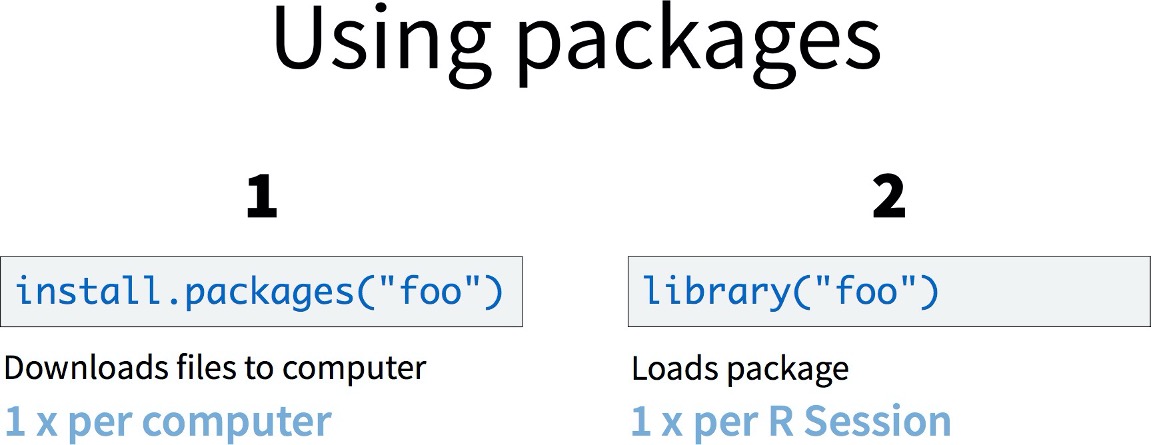 Using packages
1
install.packages("foo")
Downloads files to computer
1 x per computer
2
library("foo")
Loads package
1 x per R Session